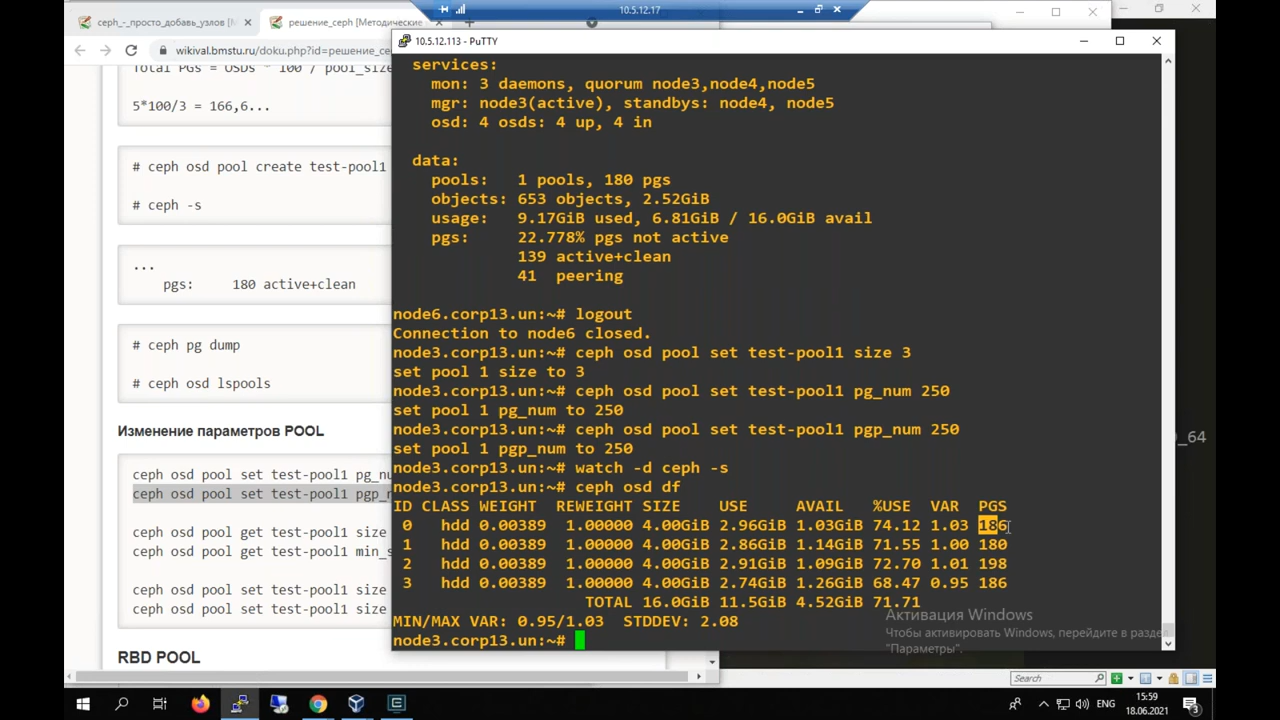 10.5.12.17
ceph_-_просто_добавь_узлов [М
решение_ceph [Методические
wikival.bmstu.ru/doku.php?id=решение_ce
Total PGs = OSDs * 100 / pool_size
5*100/3 = 166,6...
# ceph osd pool create test-pool1
# ceph -s
...
pgs: 180 active+clean
# ceph pg dump
# ceph osd lspools
Изменение параметров POOL
ceph osd pool set test-pool1 pg_nu
ceph osd pool set test-pool1 pgp_n
ceph osd pool get test-pool1 size
ceph osd pool get test-pool1 min_s
ceph osd pool set test-pool1 size
ceph osd pool set test-pool1 size
RBD POOL
10.5.12.113 - PuTTY
services:
mon: 3 daemons, quorum node3,node4,node5
mgr: node3(active), standbys: node4, node5
osd: 4 osds: 4 up, 4 in
data:
pools: 1 pools, 180 pgs
objects: 653 objects, 2.52GiB
usage: 9.17GiB used, 6.81GiB / 16.0GiB avail
pgs: 22.778% pgs not active
139 active+clean
41 peering
node6.corp13.un:~# logout
Connection to node6 closed.
node3.corp13.un:~# ceph osd pool set test-pool1 size 3
set pool 1 size to 3
node3.corp13.un:~# ceph osd pool set test-pool1 pg_num 250
set pool 1 pg_num to 250
node3.corp13.un:~# ceph osd pool set test-pool1 pgp_num 250
set pool 1 pgp_num to 250
node3.corp13.un:~# watch -d ceph -s
node3.corp13.un:~# ceph osd df
ID CLASS WEIGHT REWEIGHT SIZE USE AVAIL %USE VAR PGS
0 hdd 0.00389 1.00000 4.00GiB 2.96GiB 1.03GiB 74.12 1.03 186
1 hdd 0.00389 1.00000 4.00GiB 2.86GiB 1.14GiB 71.55 1.00 180
2 hdd 0.00389 1.00000 4.00GiB 2.91GiB 1.09GiB 72.70 1.01 198
3 hdd 0.00389 1.00000 4.00GiB 2.74GiB 1.26GiB 68.47 0.95 186
TOTAL 16.0GiB 11.5GiB 4.52GiB 71.71
MIN/MAX VAR: 0.95/1.03 STDDEV: 2.08
node3.corp13.un:~#
Активация Windows
Чтобы активировать Windows, перейдите в раздел
"Параметры".
_64
Search
ENG
15:59
18.06.2021
3